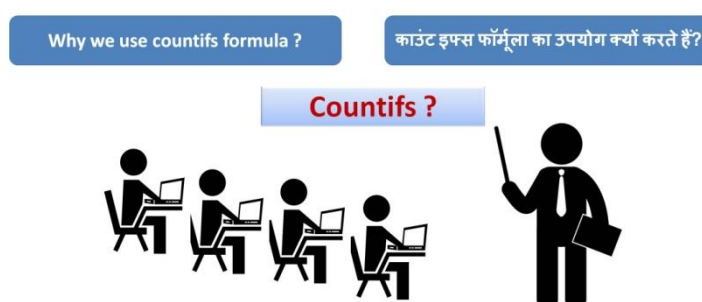 Why we use countifs formula ?
काउंट इफ्स फॉर्मूला का उपयोग क्यों करते हैं?
Countifs ?